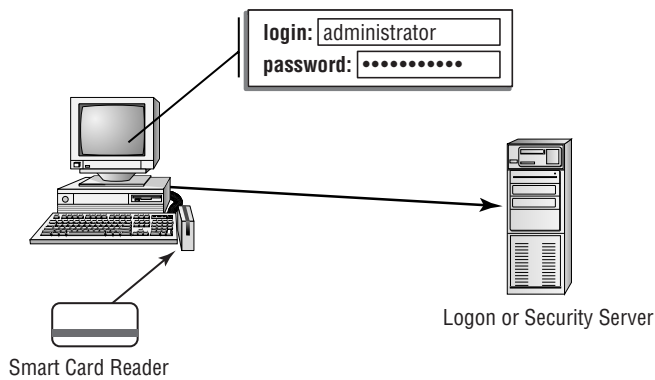 login: administrator
password: •••••••••••
Logon or Security Server
Smart Card Reader